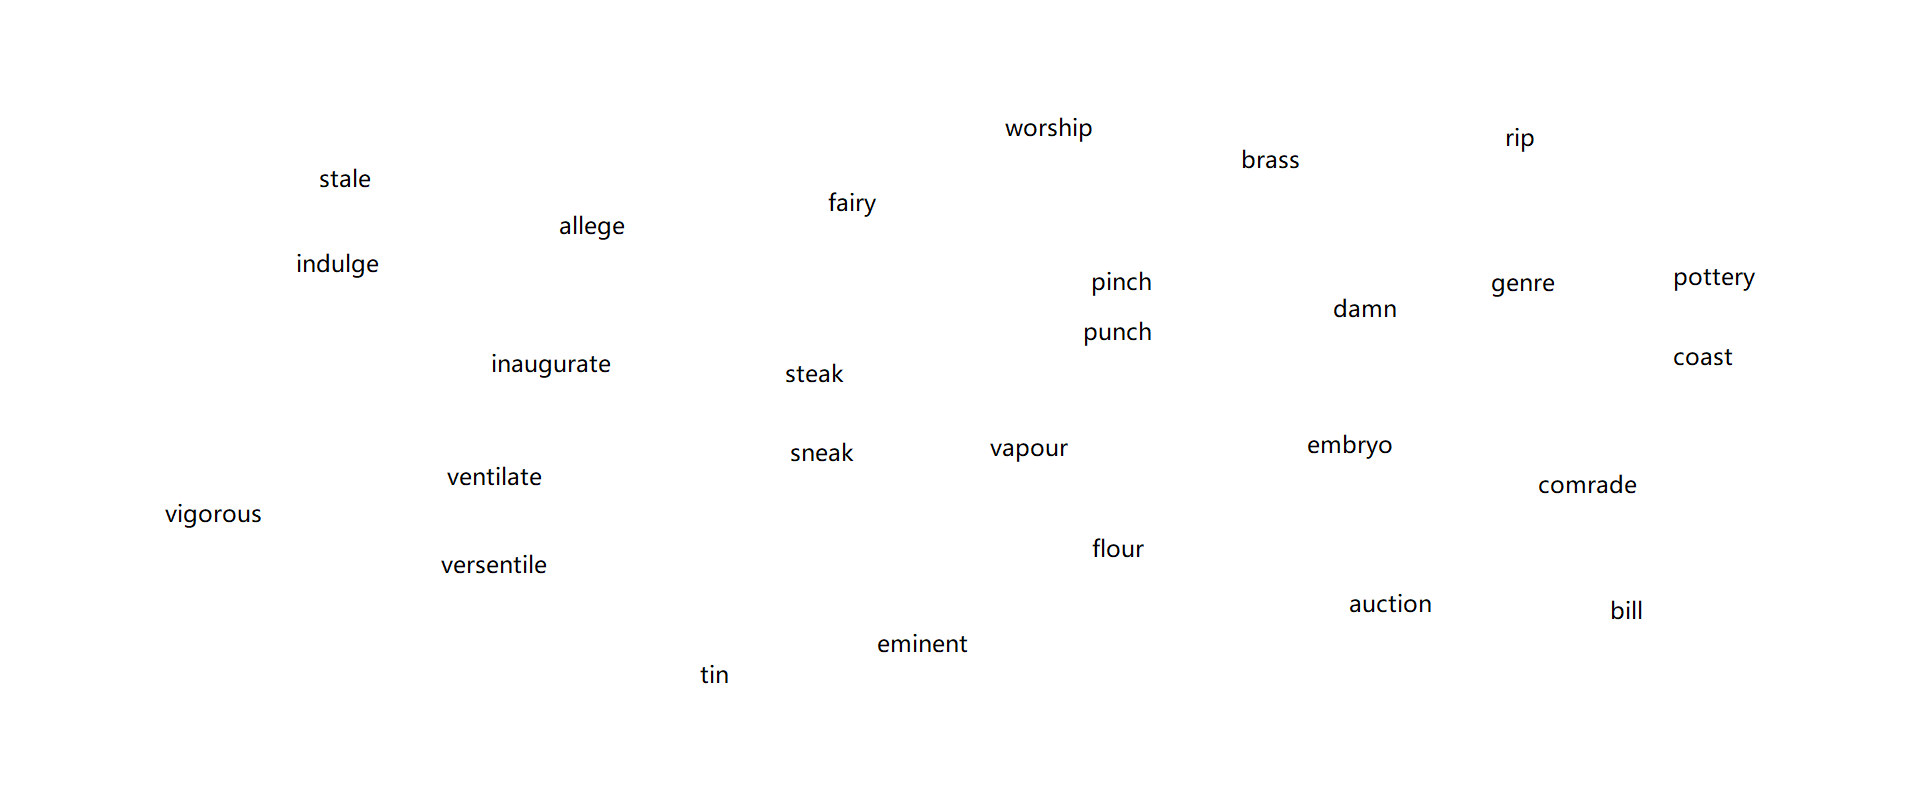 worship
rip
brass
stale
fairy
allege
indulge
pottery
pinch
genre
damn
punch
coast
inaugurate
steak
embryo
vapour
sneak
ventilate
comrade
vigorous
flour
versentile
auction
bill
eminent
tin